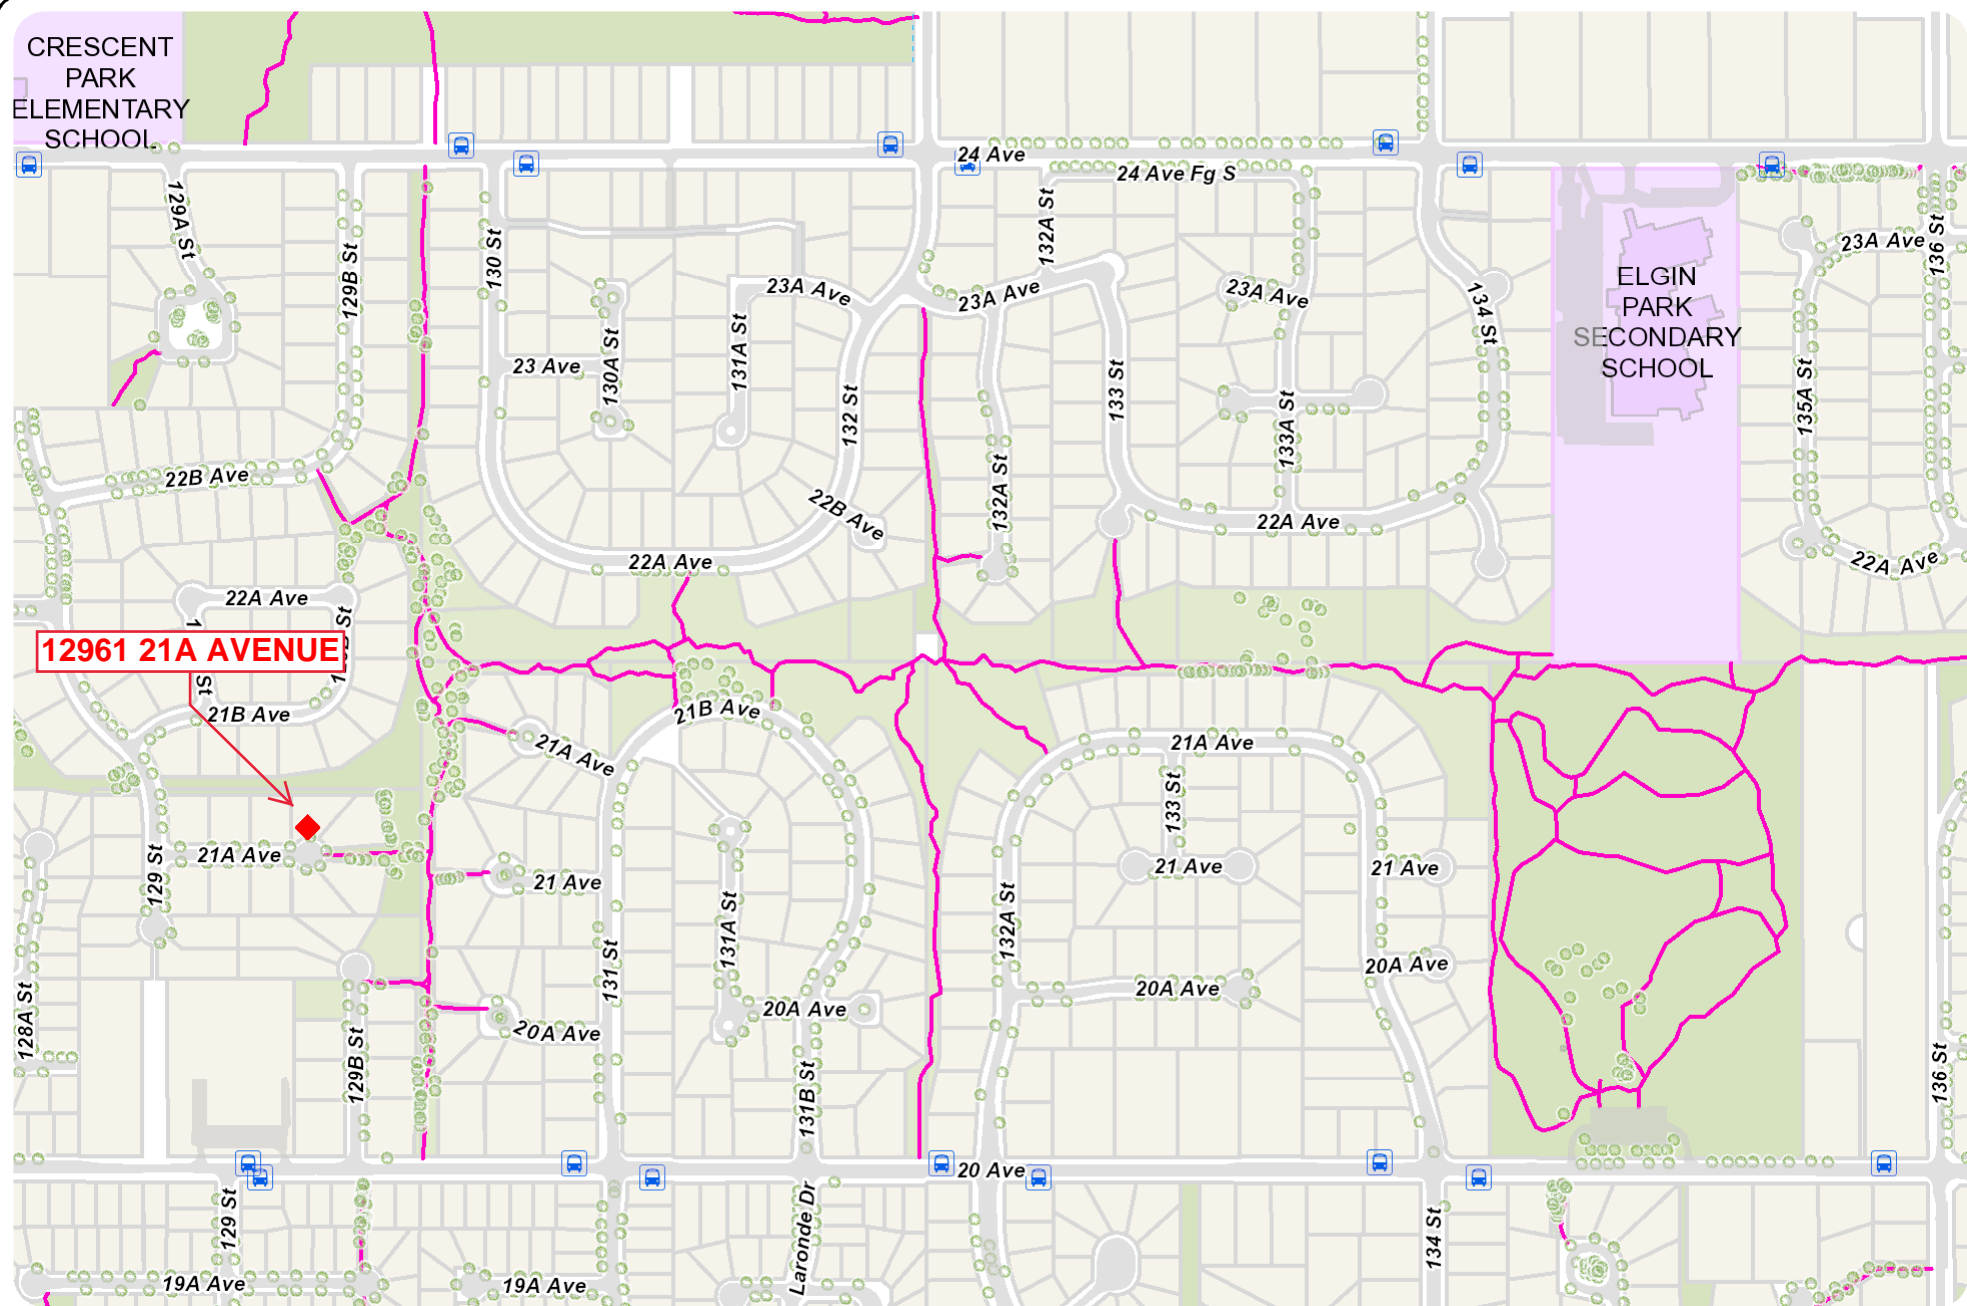 CRESCENT
PARK
ELEMENTARY
SCHOOL
24 Ave
24 Ave Fg S
129A St
129B St
130 St
132A St
23A Ave
136 St
23A Ave
23A Ave
23A Ave
ELGIN
PARK
SECONDARY
SCHOOL
134 St
23 Ave
130A St
131A St
132 St
133 St
133A St
135A St
22B Ave
22B Ave
132A St
22A Ave
22A Ave
22A Ave
22A Ave
12961 21A AVENUE
St
21B Ave
21B Ave
21A Ave
21A Ave
133 St
129 St
21A Ave
21 Ave
21 Ave
21 Ave
131A St
132A St
131 St
20A Ave
20A Ave
20A Ave
20A Ave
128A St
129B St
131B St
136 St
20 Ave
129 St
Laronde Dr
134 St
19A Ave
19A Ave